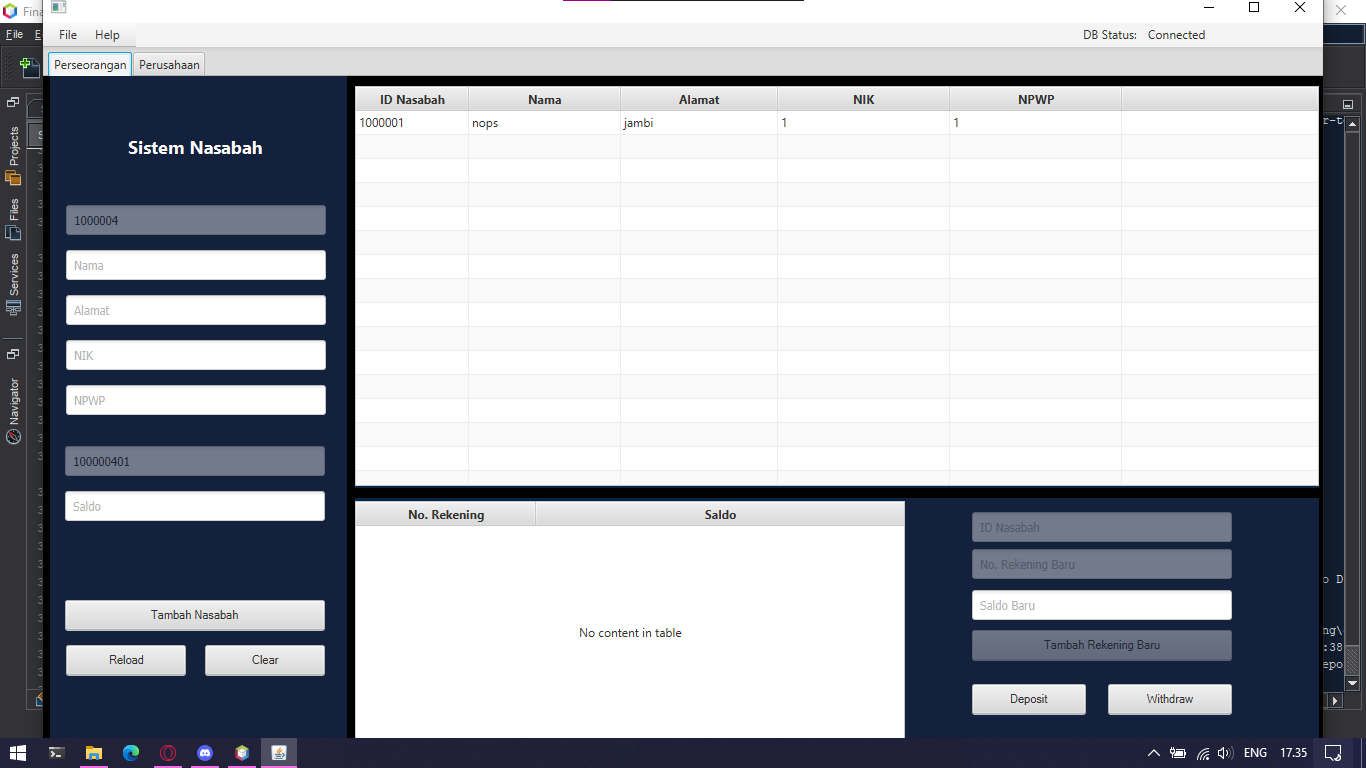 Fina
File E
File Help
DB Status: Connected
Perseorangan Perusahaan
Projects
Files
Services
Navigator
Sistem Nasabah
1000004
Nama
Alamat
NIK
NPWP
100000401
Saldo
Tambah Nasabah
Reload Clear
ID Nasabah Nama Alamat NIK NPWP
1000001 nops jambi 1 1
No. Rekening Saldo
No content in table
ID Nasabah
No. Rekening Baru
Saldo Baru
Tambah Rekening Baru
Deposit Withdraw
r-t
o D
ng\
:38
epo
ENG 17.35